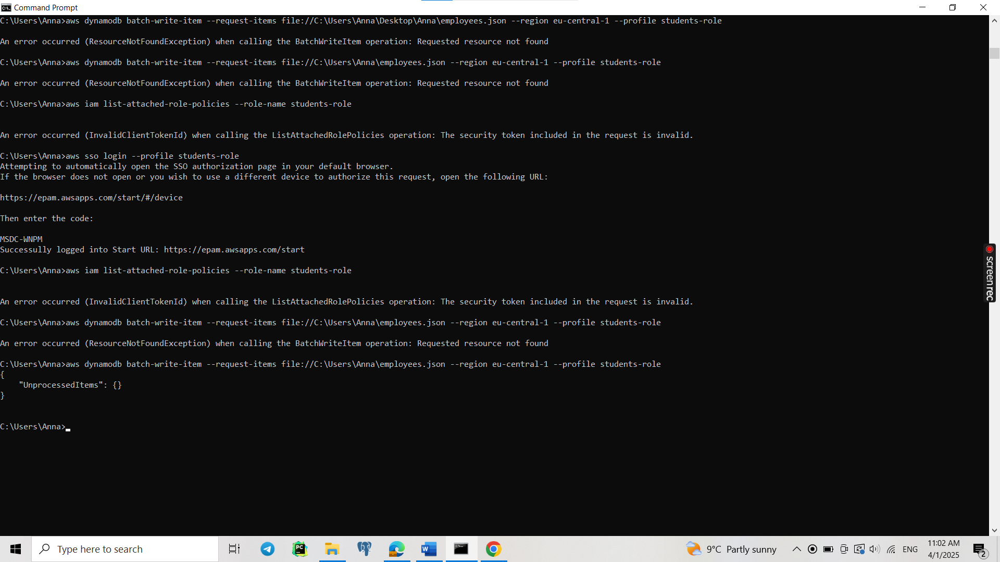 Command Prompt
C:\Users\Anna>aws dynamodb batch-write-item --request-items file://C:\Users\Anna\Desktop\Anna\employees.json --region eu-central-1 --profile students-role
An error occurred (ResourceNotFoundException) when calling the BatchWriteItem operation: Requested resource not found
C:\Users\Anna>aws dynamodb batch-write-item --request-items file://C:\Users\Anna\employees.json --region eu-central-1 --profile students-role
An error occurred (ResourceNotFoundException) when calling the BatchWriteItem operation: Requested resource not found
C:\Users\Anna>aws iam list-attached-role-policies --role-name students-role
An error occurred (InvalidClientTokenId) when calling the ListAttachedRolePolicies operation: The security token included in the request is invalid.
C:\Users\Anna>aws sso login --profile students-role
Attempting to automatically open the SSO authorization page in your default browser.
If the browser does not open or you wish to use a different device to authorize this request, open the following URL:
https://epam.awsapps.com/start/#/device
Then enter the code:
MSDC-WNPM
Successully logged into Start URL: https://epam.awsapps.com/start
C:\Users\Anna>aws iam list-attached-role-policies --role-name students-role
An error occurred (InvalidClientTokenId) when calling the ListAttachedRolePolicies operation: The security token included in the request is invalid.
C:\Users\Anna>aws dynamodb batch-write-item --request-items file://C:\Users\Anna\employees.json --region eu-central-1 --profile students-role
An error occurred (ResourceNotFoundException) when calling the BatchWriteItem operation: Requested resource not found
C:\Users\Anna>aws dynamodb batch-write-item --request-items file://C:\Users\Anna\employees.json --region eu-central-1 --profile students-role
{
    "UnprocessedItems": {}
}
C:\Users\Anna>
screenrec
Type here to search
PC
W
9°C Partly sunny
ENG
11:02 AM
4/1/2025
2